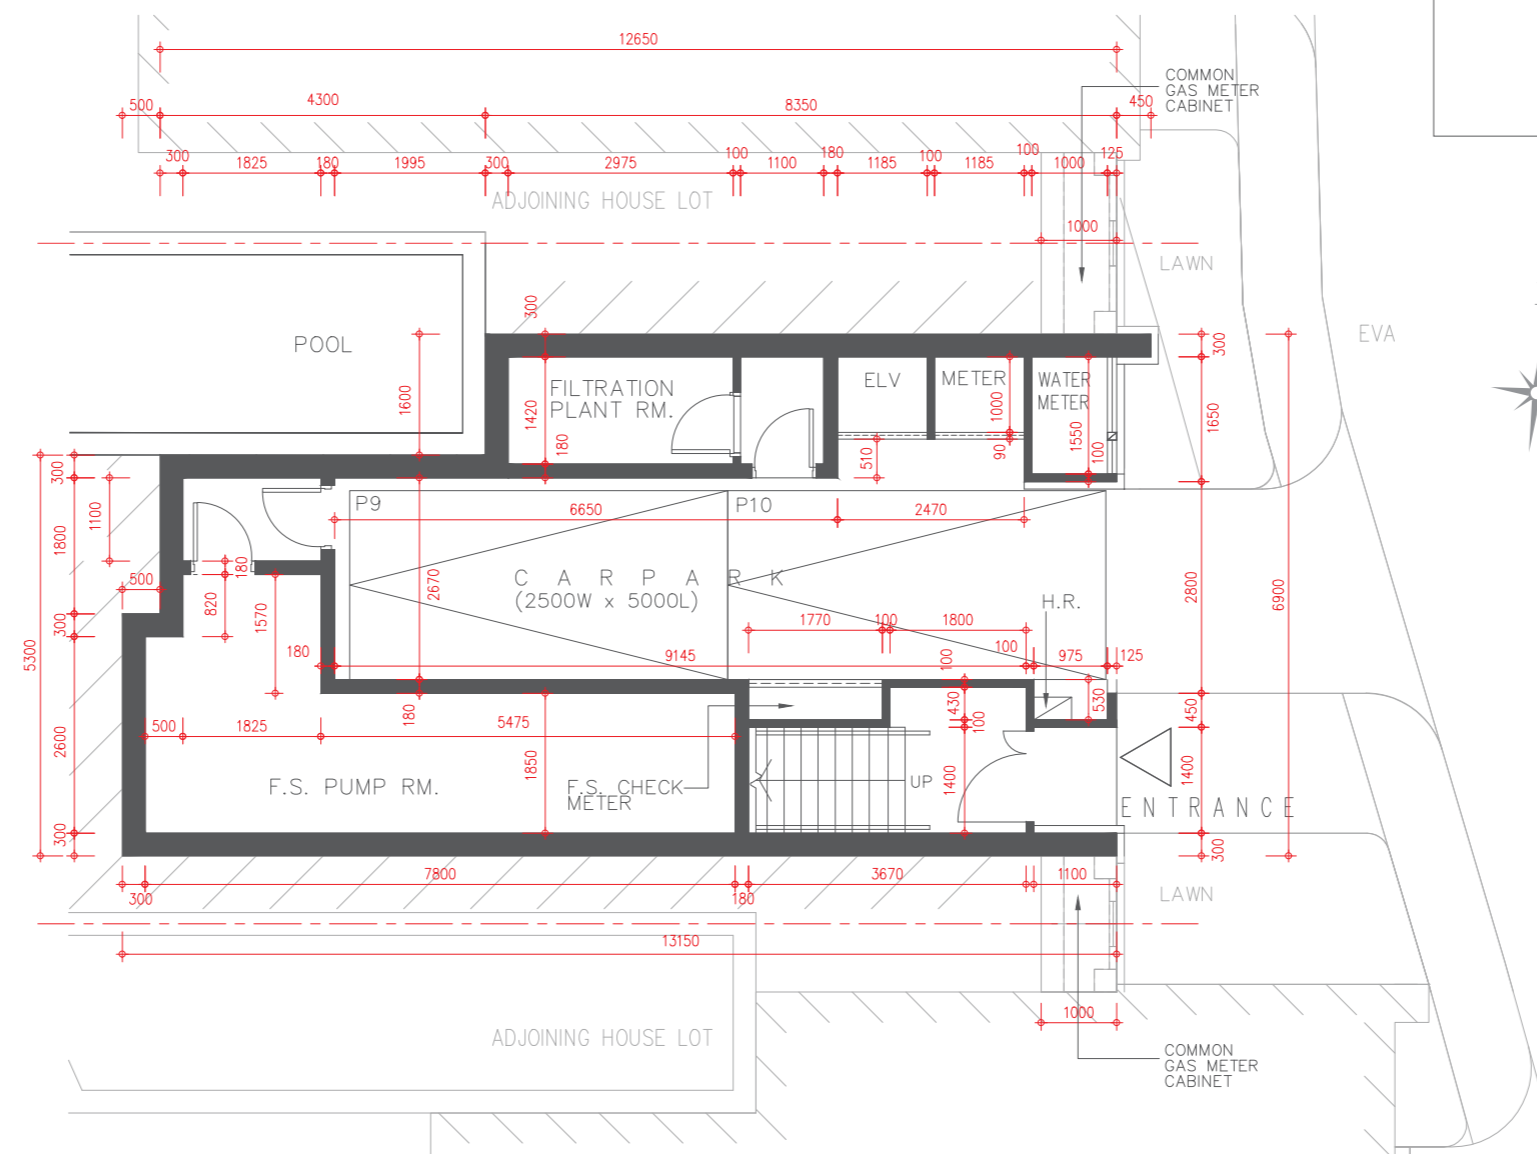 12650
COMMON
GAS METER
CABINET
500
4300
8350
450
300
1825
180
1995
300
2975
100
1100
180
1185
100
1185
100
1000
125
ADJOINING HOUSE LOT
1000
LAWN
300
EVA
POOL
300
FILTRATION
PLANT RM.
ELV
METER
WATER
METER
1600
1420
180
1000
1550
1650
510
90
100
5300
300
1100
1800
P9
P10
6650
2470
180
500
820
1570
2670
C A R P A R K
(2500W x 5000L)
H.R.
2800
6900
300
1770
100
1800
180
9145
100
100
975
125
500
1825
180
5475
430
100
530
450
2600
1850
1400
1400
F.S. PUMP RM.
F.S. CHECK
METER
UP
ENTRANCE
300
300
300
7800
180
3670
1100
LAWN
13150
1000
ADJOINING HOUSE LOT
COMMON
GAS METER
CABINET